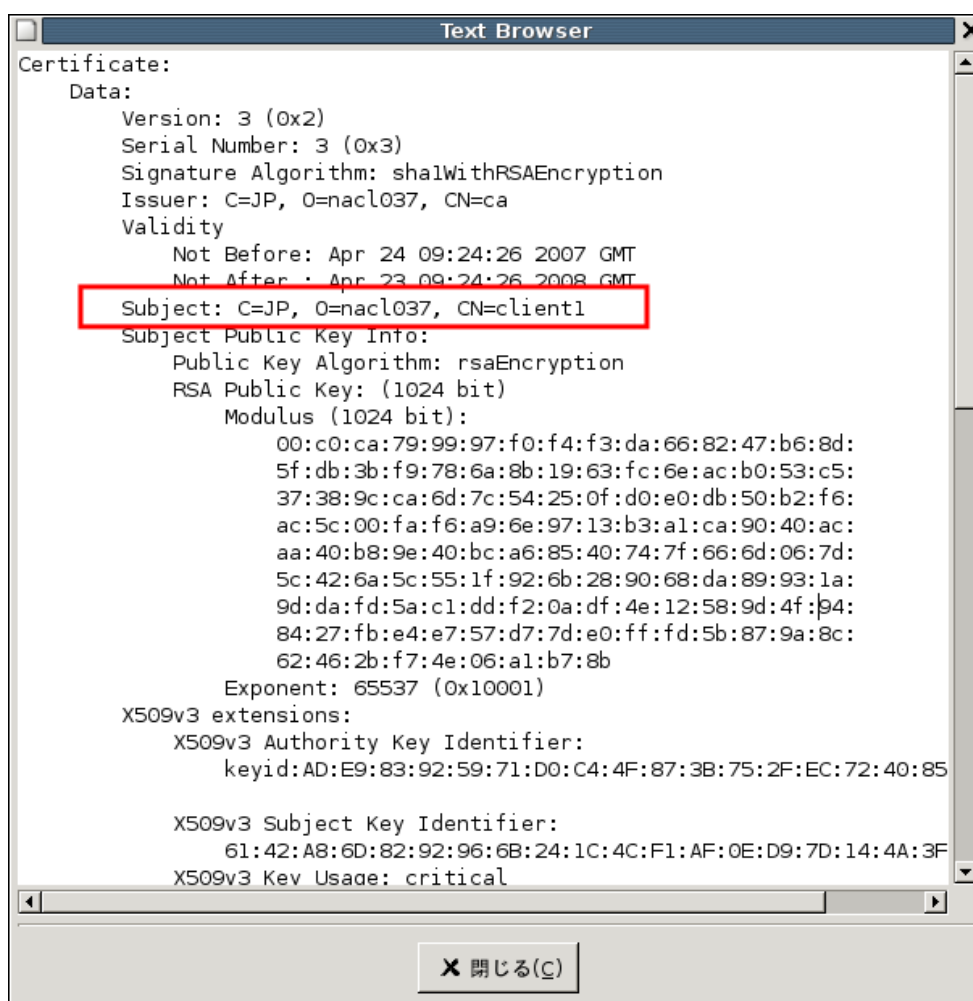 Text Browser
Certificate:
Data:
Version: 3 (0x2)
Serial Number: 3 (0x3)
Signature Algorithm: sha1WithRSAEncryption
Issuer: C=JP, O=nacl037, CN=ca
Validity
Not Before: Apr 24 09:24:26 2007 GMT
Not After : Apr 23 09:24:26 2008 GMT
Subject: C=JP, O=nacl037, CN=client1
Subject Public Key Info:
Public Key Algorithm: rsaEncryption
RSA Public Key: (1024 bit)
Modulus (1024 bit):
00:c0:ca:79:99:97:f0:f4:f3:da:66:82:47:b6:8d:
5f:db:3b:f9:78:6a:8b:19:63:fc:6e:ac:b0:53:c5:
37:38:9c:ca:6d:7c:54:25:0f:d0:e0:db:50:b2:f6:
ac:5c:00:fa:f6:a9:6e:97:13:b3:a1:ca:90:40:ac:
aa:40:b8:9e:40:bc:a6:85:40:74:7f:66:6d:06:7d:
5c:42:6a:5c:55:1f:92:6b:28:90:68:da:89:93:1a:
9d:da:fd:5a:c1:dd:f2:0a:df:4e:12:58:9d:4f:94:
84:27:fb:e4:e7:57:d7:7d:e0:ff:fd:5b:87:9a:8c:
62:46:2b:f7:4e:06:a1:b7:8b
Exponent: 65537 (0x10001)
X509v3 extensions:
X509v3 Authority Key Identifier:
keyid:AD:E9:83:92:59:71:D0:C4:4F:87:3B:75:2F:EC:72:40:85
X509v3 Subject Key Identifier:
61:42:A8:6D:82:92:96:6B:24:1C:4C:F1:AF:0E:D9:7D:14:4A:3F
X509v3 Key Usage: critical
閉じる(C)